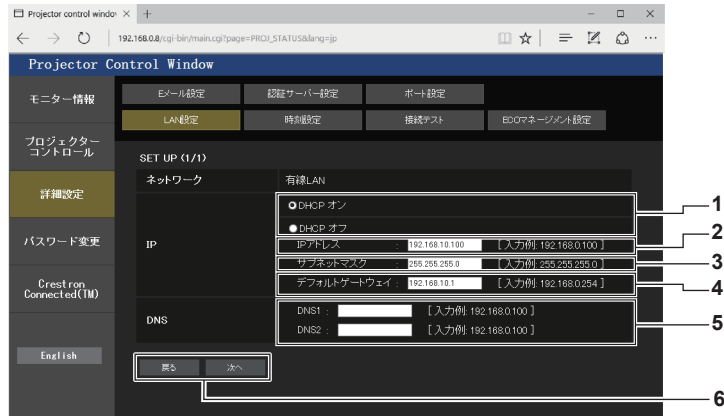 Projector control windov
192.168.0.8/cgi-bin/main.cgi?page=PROJ_STATUS&lang=jp
Projector Control Window
モニター情報
プロジェクター
コントロール
詳細設定
パスワード変更
Crestron
Connected(TM)
English
Eメール設定 認証サーバー設定 ポート設定
LAN設定 時刻設定 接続テスト ECOマネージメント設定
SET UP (1/1)
ネットワーク 有線LAN
IP
DHCP オン
DHCP オフ
IPアドレス : 192.168.10.100 [ 入力例: 192.168.0.100 ]
サブネットマスク : 255.255.255.0 [ 入力例: 255.255.255.0 ]
デフォルトゲートウェイ : 192.168.10.1 [ 入力例: 192.168.0.254 ]
DNS
DNS1 : [ 入力例: 192.168.0.100 ]
DNS2 : [ 入力例: 192.168.0.100 ]
戻る 次へ
1
2
3
4
5
6